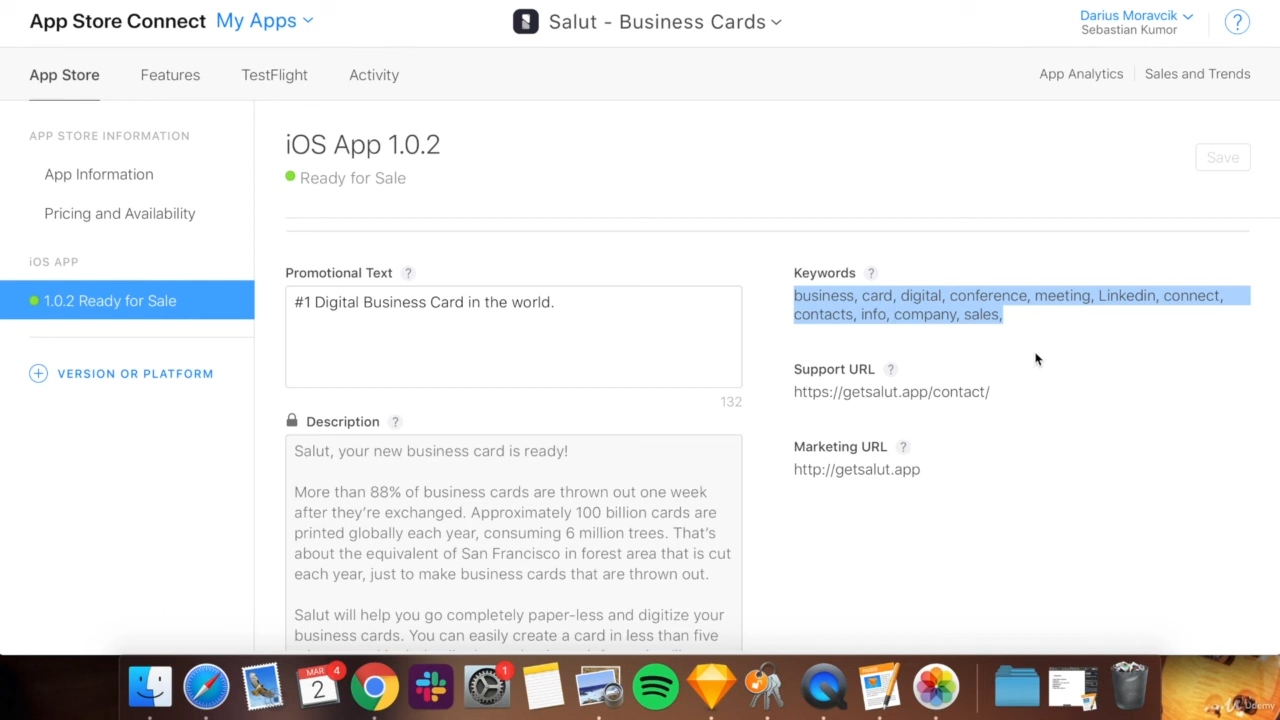 App Store Connect My Apps
Salut - Business Cards
Darius Moravcik
Sebastian Kumor
?
App Store Features TestFlight Activity
App Analytics Sales and Trends
APP STORE INFORMATION
App Information
Pricing and Availability
iOS APP
1.0.2 Ready for Sale
VERSION OR PLATFORM
iOS App 1.0.2
Ready for Sale
Save
Promotional Text ?
#1 Digital Business Card in the world.
132
Description ?
Salut, your new business card is ready!
More than 88% of business cards are thrown out one week
after they're exchanged. Approximately 100 billion cards are
printed globally each year, consuming 6 million trees. That's
about the equivalent of San Francisco in forest area that is cut
each year, just to make business cards that are thrown out.
Salut will help you go completely paper-less and digitize your
business cards. You can easily create a card in less than five
Keywords ?
business, card, digital, conference, meeting, Linkedin, connect,
contacts, info, company, sales,
Support URL ?
https://getsalut.app/contact/
Marketing URL ?
http://getsalut.app
MAR
2
4
1
Udemy